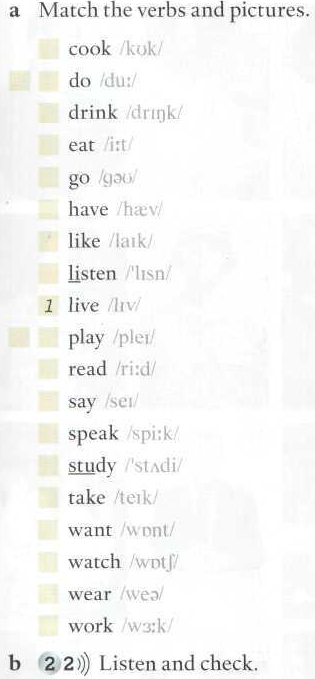 a Match the verbs and pictures.
cook /kʊk/
do /duː/
drink /drɪŋk/
eat /iːt/
go /ɡəʊ/
have /hæv/
like /laɪk/
listen /ˈlɪsn/
1 live /lɪv/
play /pleɪ/
read /riːd/
say /seɪ/
speak /spiːk/
study /ˈstʌdi/
take /teɪk/
want /wɒnt/
watch /wɒtʃ/
wear /weə/
work /wɜːk/
b 2 2))) Listen and check.